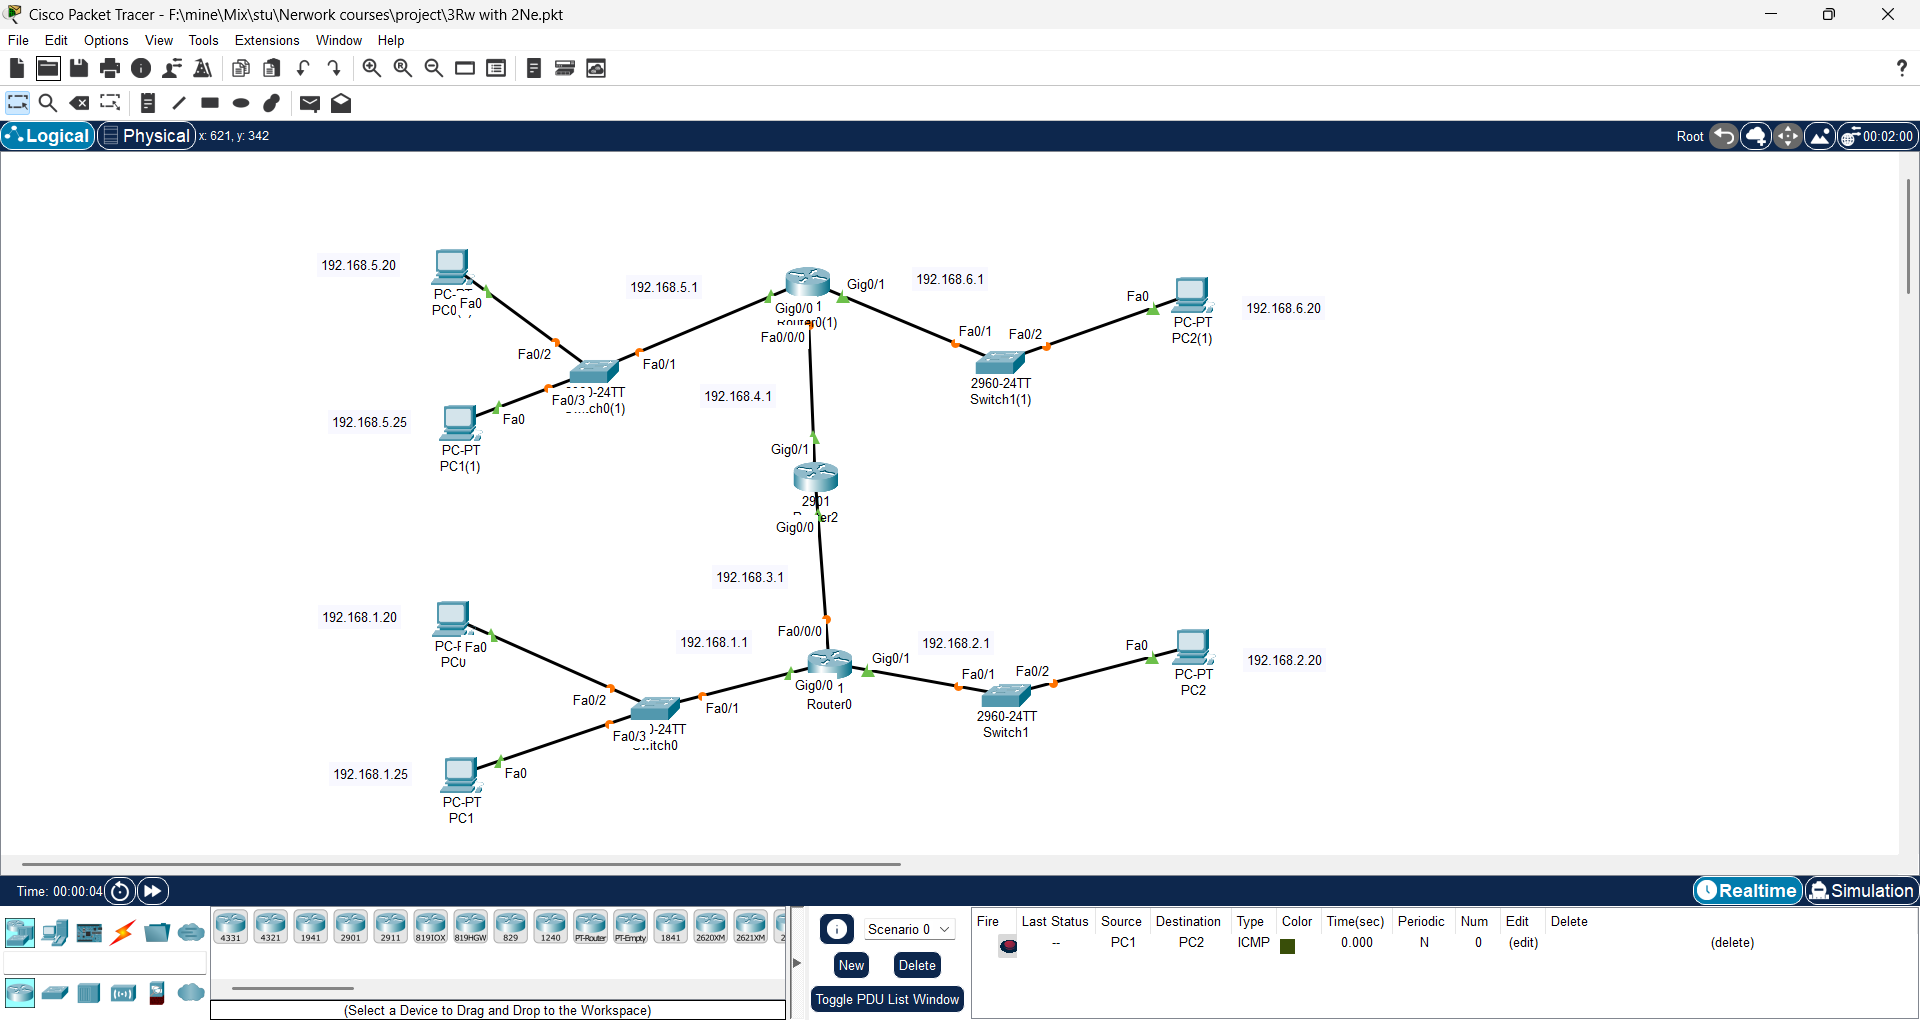 Cisco Packet Tracer - F:\mine\Mix\stu\Nerwork courses\project\3Rw with 2Ne.pkt
File Edit Options View Tools Extensions Window Help
Logical Physical x: 621, y: 342 Root 00:02:00
192.168.5.20
PC0
Fa0
192.168.5.1
Gig0/1
192.168.6.1
Gig0/0 1
Router0(1)
Fa0/0/0
Fa0
PC-PT
PC2(1)
192.168.6.20
Fa0/2
Fa0/1
Fa0/1
Fa0/2
2960-24TT
Switch1(1)
-24TT
Fa0/3
ch0(1)
192.168.4.1
192.168.5.25
Fa0
PC-PT
PC1(1)
Gig0/1
2901
er2
Gig0/0
192.168.3.1
192.168.1.20
Fa0
PC0
192.168.1.1
Fa0/0/0
192.168.2.1
Gig0/1
Gig0/0 1
Router0
Fa0
PC-PT
PC2
192.168.2.20
Fa0/2
Fa0/1
Fa0/1
Fa0/2
2960-24TT
Switch1
-24TT
Fa0/3
itch0
192.168.1.25
Fa0
PC-PT
PC1
Time: 00:00:04 Realtime Simulation
4331 4321 1941 2901 2911 819IOX 819HGW 829 1240 PT-Router PT-Empty 1841 2620XM 2621XM 2
(Select a Device to Drag and Drop to the Workspace)
Scenario 0
New Delete
Toggle PDU List Window
Fire Last Status Source Destination Type Color Time(sec) Periodic Num Edit Delete
-- PC1 PC2 ICMP 0.000 N 0 (edit) (delete)